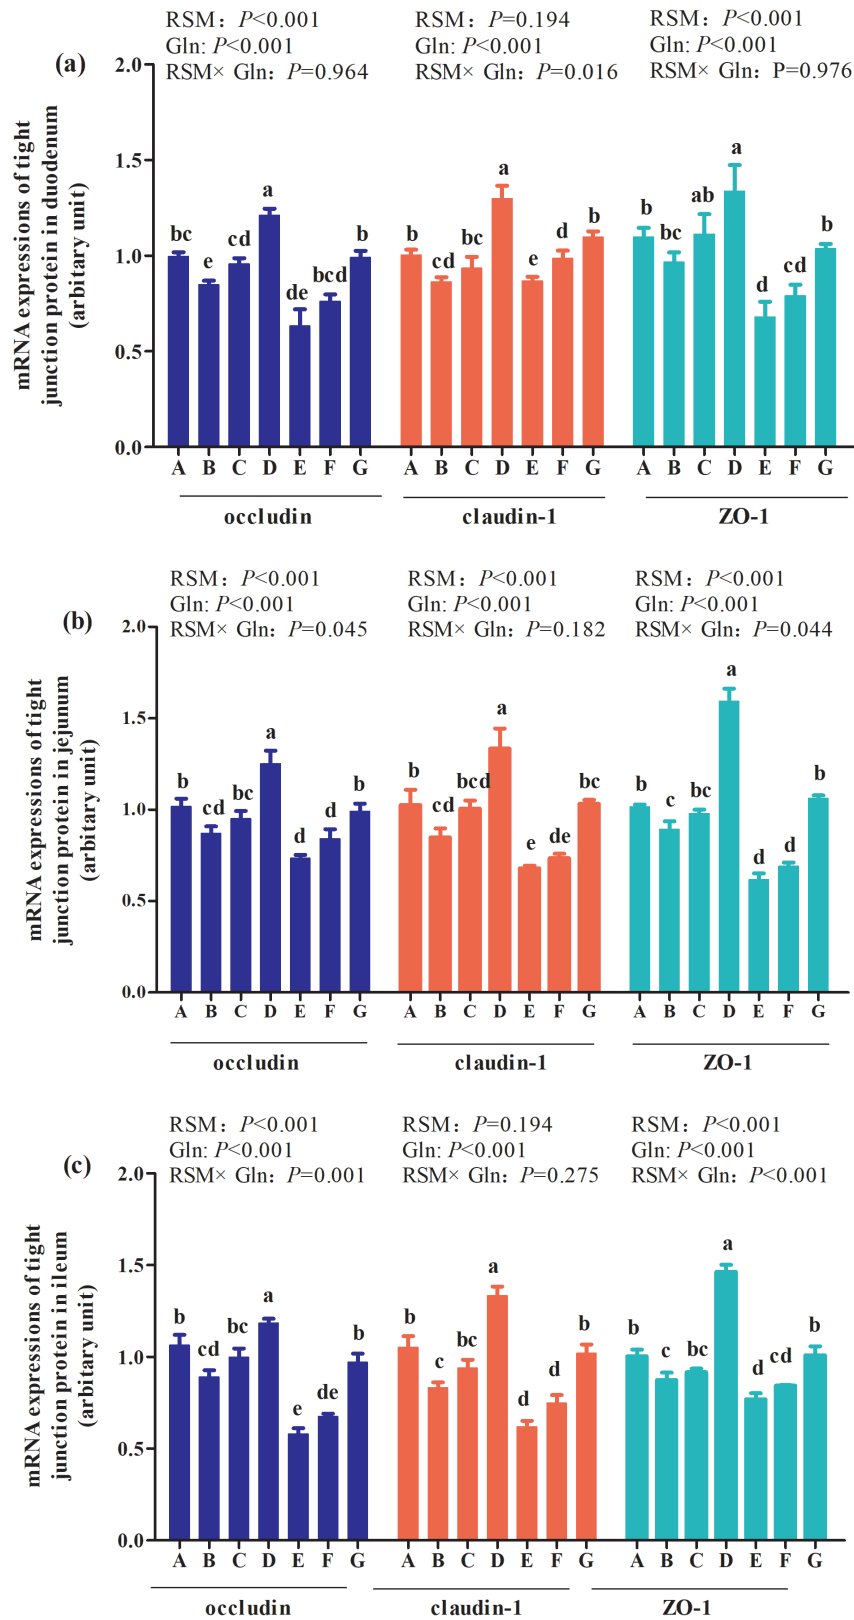 RSM： P<0.001 RSM： P=0.194 RSM： P<0.001
Gln: P<0.001 Gln: P<0.001 Gln: P<0.001
(a) RSM× Gln： P=0.964 RSM× Gln： P=0.016 RSM× Gln： P=0.976
mRNA expressions of tight
junction protein in duodenum
(arbitary unit)
2.0
1.5
1.0
0.5
0.0
bc e cd a de bcd b b cd bc a e d b b bc ab a d cd b
A B C D E F G A B C D E F G A B C D E F G
occludin claudin-1 ZO-1
RSM： P<0.001 RSM： P<0.001 RSM： P<0.001
Gln: P<0.001 Gln: P<0.001 Gln: P<0.001
(b) RSM× Gln： P=0.045 RSM× Gln： P=0.182 RSM× Gln： P=0.044
mRNA expressions of tight
junction protein in jejunum
(arbitary unit)
2.0
1.5
1.0
0.5
0.0
b cd bc a d d b b cd bcd a e de bc b c bc a d d b
A B C D E F G A B C D E F G A B C D E F G
occludin claudin-1 ZO-1
RSM： P<0.001 RSM： P=0.194 RSM： P<0.001
Gln: P<0.001 Gln: P<0.001 Gln: P<0.001
(c) RSM× Gln： P=0.001 RSM× Gln： P=0.275 RSM× Gln： P<0.001
mRNA expressions of tight
junction protein in ileum
(arbitary unit)
2.0
1.5
1.0
0.5
0.0
b cd bc a e de b b c bc a d d b b c bc a d cd b
A B C D E F G A B C D E F G A B C D E F G
occludin claudin-1 ZO-1